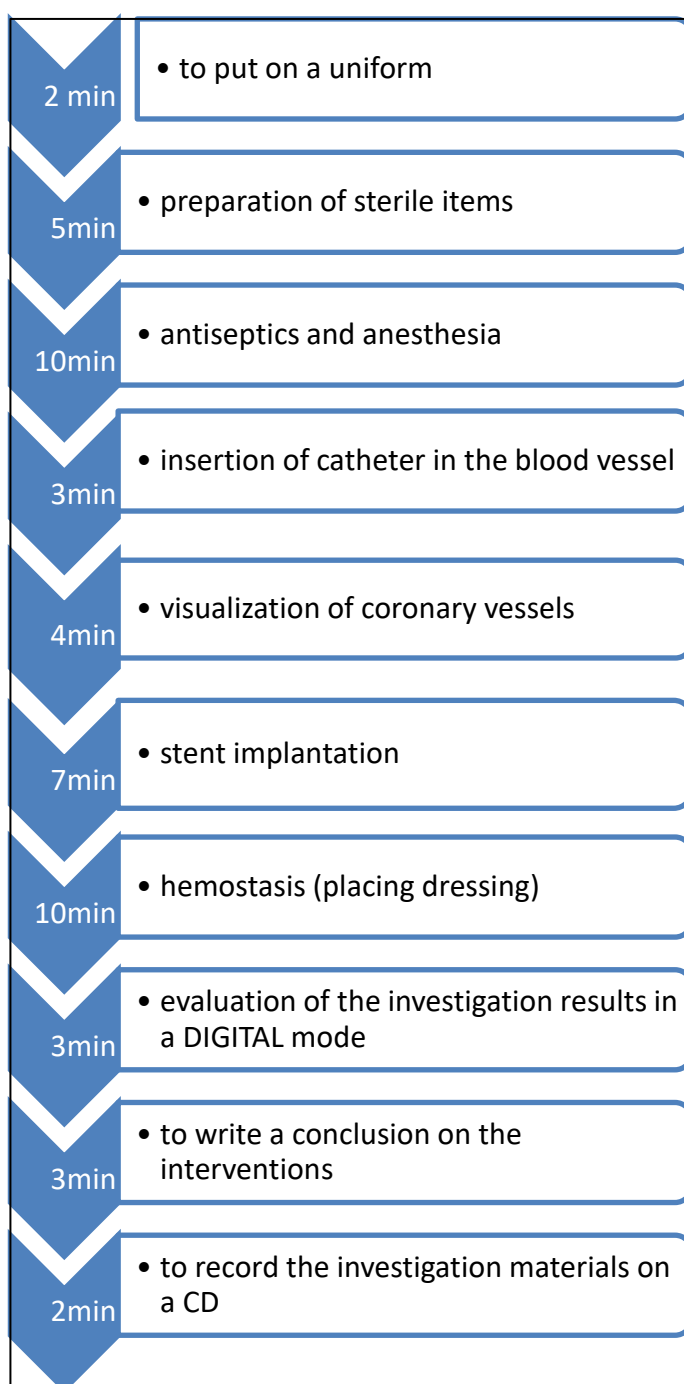 2 min
• to put on a uniform
5min
• preparation of sterile items
10min
• antiseptics and anesthesia
3min
• insertion of catheter in the blood vessel
4min
• visualization of coronary vessels
7min
• stent implantation
10min
• hemostasis (placing dressing)
3min
• evaluation of the investigation results in
a DIGITAL mode
3min
• to write a conclusion on the
interventions
2min
• to record the investigation materials on
a CD